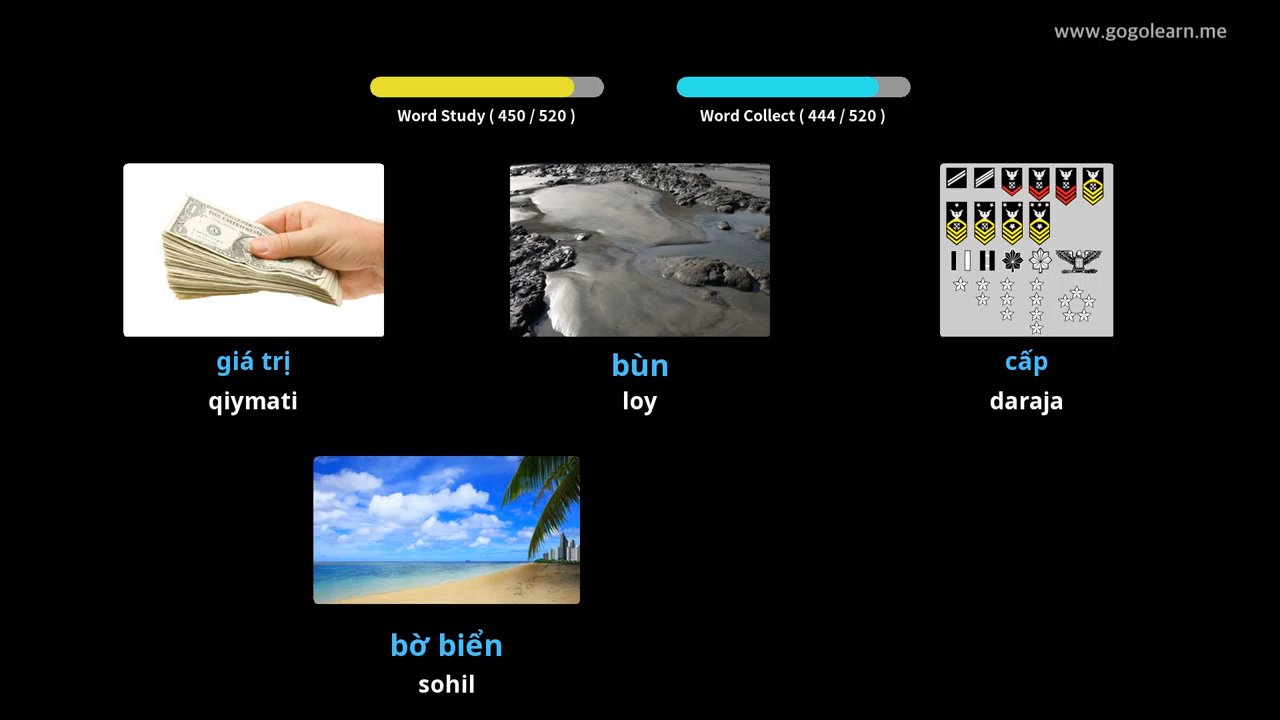 www.gogolearn.me
Word Study ( 450 / 520 )
Word Collect ( 444 / 520 )
giá trị
qiymati
bùn
loy
cấp
daraja
bờ biển
sohil